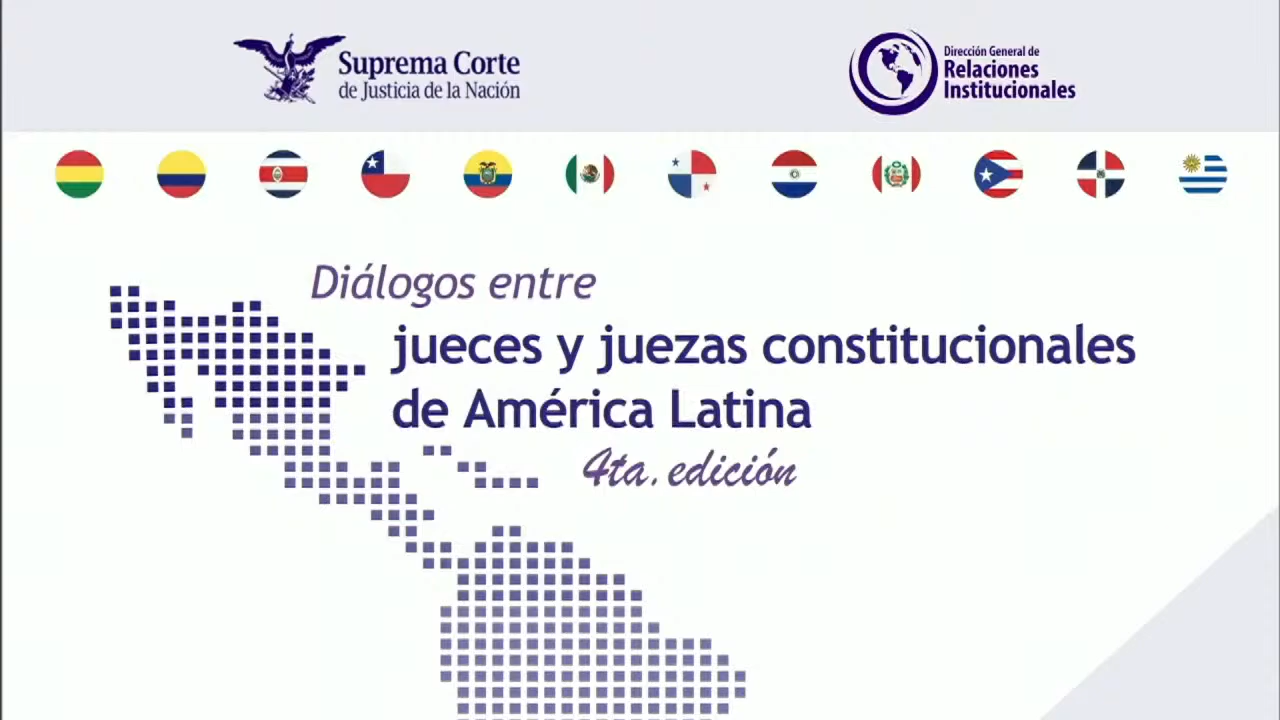 Suprema Corte
de Justicia de la Nación
Dirección General de
Relaciones
Institucionales
Diálogos entre
jueces y juezas constitucionales
de América Latina
4ta. edición